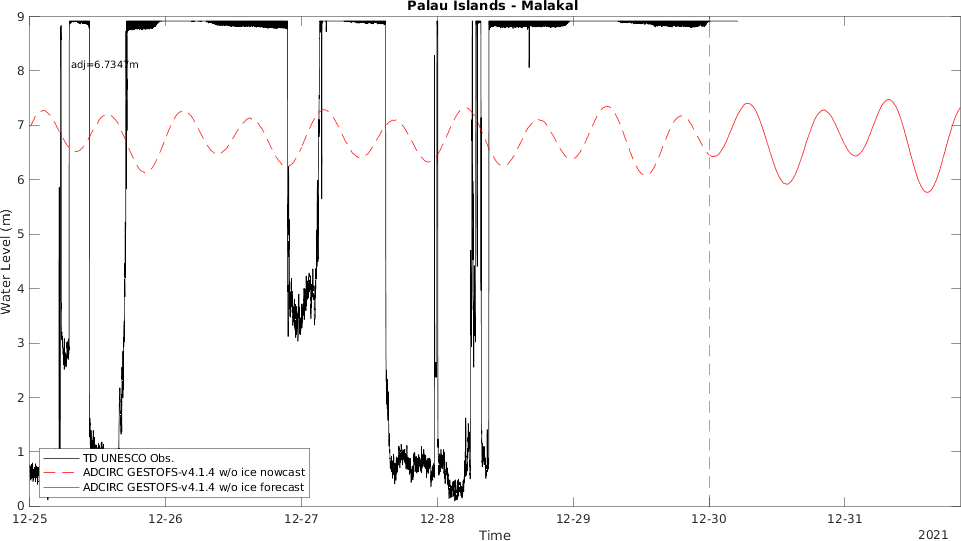 Palau Islands - Malakal
9
8
7
6
5
4
3
2
1
0
Water Level (m)
adj=6.7347m
TD UNESCO Obs.
ADCIRC GESTOFS-v4.1.4 w/o ice nowcast
ADCIRC GESTOFS-v4.1.4 w/o ice forecast
12-25 12-26 12-27 12-28 12-29 12-30 12-31
Time
2021